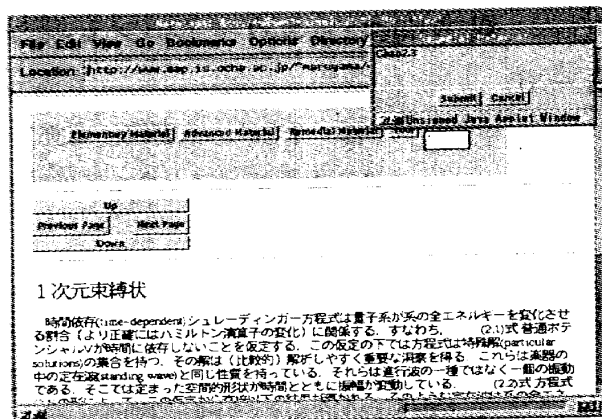 File Edit View Go Bookmarks Options Directory
Chap2.3
Location: http://www.
Submit Cancel
Unsigned Java Applet Window
Elementary Material Advanced Material Remedial Material
Up
Previous Page Next Page
Down
1次元束縛状
時間依存(time-dependent)シュレーディンガー方程式は量子系が系の全エネルギーを変化させ
る割合(より正確にはハミルトン演算子の変化)に関係する. すなわち, (2.1)式 普通ポテ
ンシャルVが時間に依存しないことを仮定する. この仮定の下では方程式は特殊解(particular
solutions)の集合を持つ. その解は(比較的)解析しやすく重要な洞察を得る. これらは楽器の
中の定在波(standing wave)と同じ性質を持っている. それらは進行波の一種ではなく一個の振動
である. そこでは定まった空間的形状が時間とともに振幅が変動している. (2.2)式 方程式